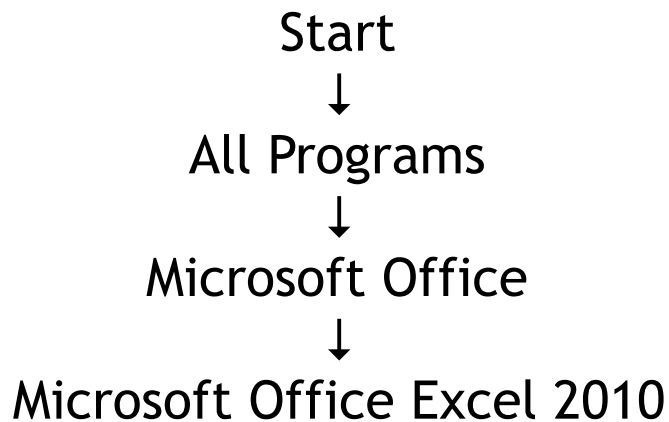 Start
↓
All Programs
↓
Microsoft Office
↓
Microsoft Office Excel 2010